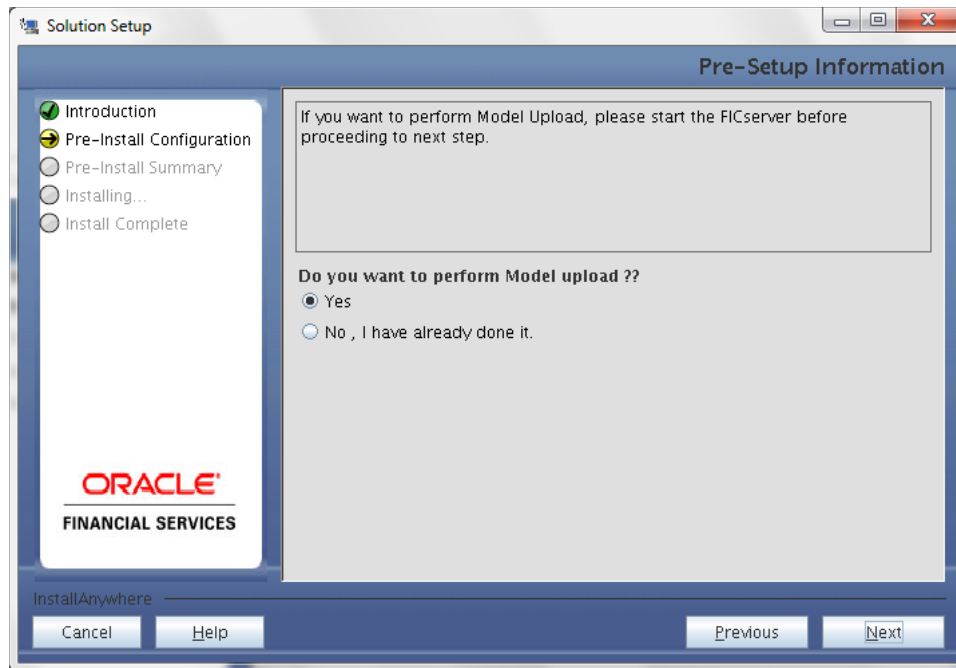 Solution Setup
Pre-Setup Information
Introduction
Pre-Install Configuration
Pre-Install Summary
Installing...
Install Complete
ORACLE
FINANCIAL SERVICES
If you want to perform Model Upload, please start the FICserver before
proceeding to next step.
Do you want to perform Model upload ??
Yes
No , I have already done it.
InstallAnywhere
Cancel
Help
Previous
Next